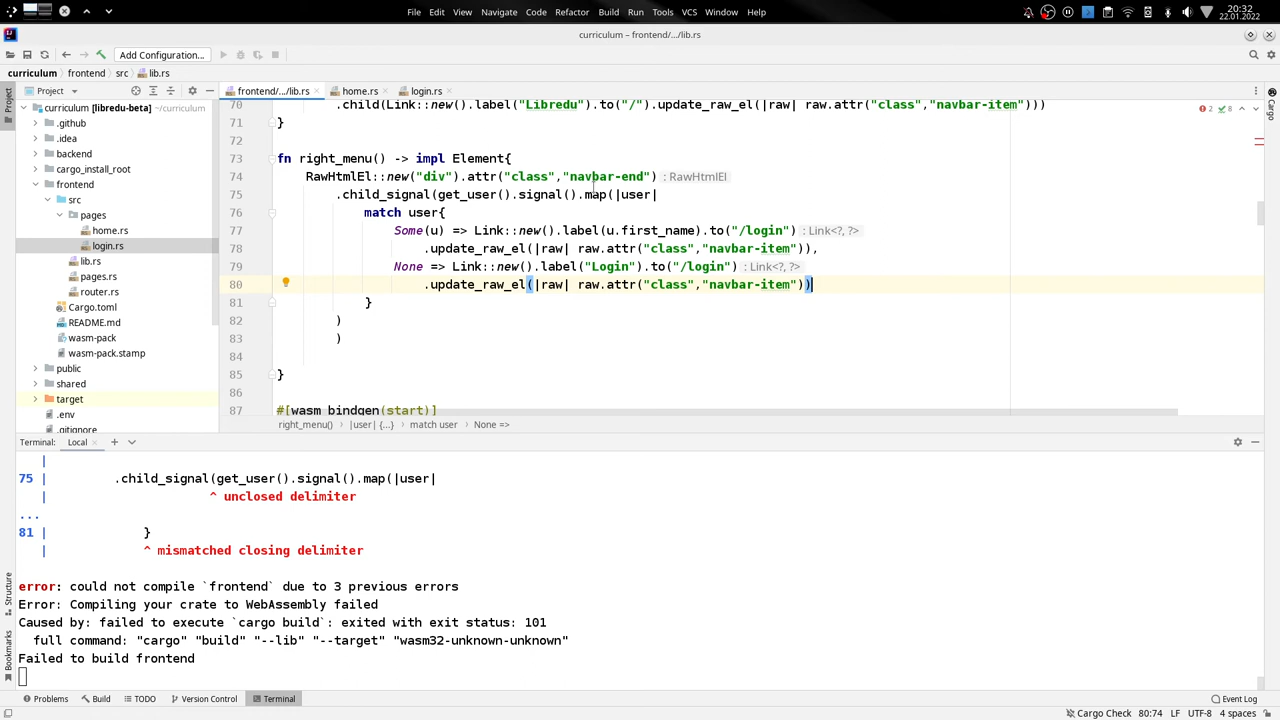 File Edit View Navigate Code Refactor Build Run Tools VCS Window Help
20:32
22.01.2022
curriculum – frontend/.../lib.rs
Add Configuration...
curriculum frontend src lib.rs
Project
frontend/.../lib.rs home.rs login.rs
Project
Cargo
curriculum [libredu-beta] ~/curriculum
.github
.idea
backend
cargo_install_root
frontend
src
pages
home.rs
login.rs
lib.rs
pages.rs
router.rs
Cargo.toml
README.md
wasm-pack
wasm-pack.stamp
public
shared
target
.env
.gitignore
2 8
70 .child(Link::new().label("Libredu").to("/").update_raw_el(|raw| raw.attr("class","navbar-item")))
71 }
72
73 fn right_menu() -> impl Element{
74 RawHtmlEl::new("div").attr("class","navbar-end") : RawHtmlEl
75 .child_signal(get_user().signal().map(|user|
76 match user{
77 Some(u) => Link::new().label(u.first_name).to("/login") : Link<?, ?>
78 .update_raw_el(|raw| raw.attr("class","navbar-item")),
79 None => Link::new().label("Login").to("/login") : Link<?, ?>
80 .update_raw_el(|raw| raw.attr("class","navbar-item"))
81 }
82 )
83 )
84
85 }
86
87 #[wasm_bindgen(start)]
right_menu() |user| {...} match user None =>
Terminal: Local
|
75 | .child_signal(get_user().signal().map(|user|
| ^ unclosed delimiter
...
81 | }
| ^ mismatched closing delimiter
error: could not compile `frontend` due to 3 previous errors
Error: Compiling your crate to WebAssembly failed
Caused by: failed to execute `cargo build`: exited with exit status: 101
full command: "cargo" "build" "--lib" "--target" "wasm32-unknown-unknown"
Failed to build frontend
Structure
Bookmarks
Problems Build TODO Version Control Terminal
Event Log
Cargo Check 80:74 LF UTF-8 4 spaces